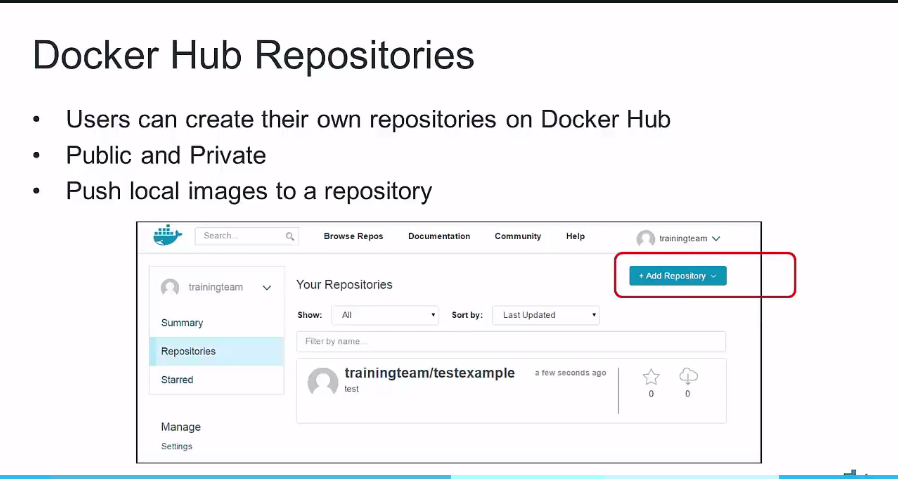 Docker Hub Repositories
• Users can create their own repositories on Docker Hub
• Public and Private
• Push local images to a repository
Search... Browse Repos Documentation Community Help trainingteam
+ Add Repository
trainingteam
Your Repositories
Show: All Sort by: Last Updated
Summary
Filter by name...
Repositories
trainingteam/testexample a few seconds ago
test
Starred
0 0
Manage
Settings